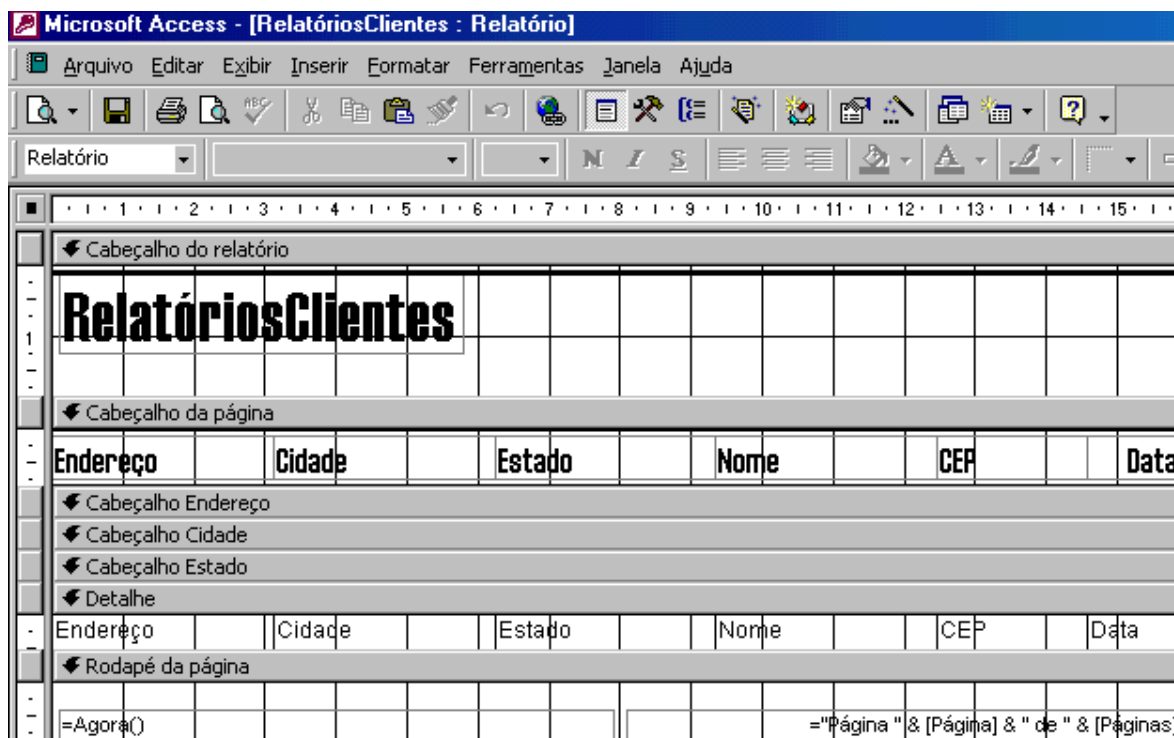 Microsoft Access - [RelatóriosClientes : Relatório]
Arquivo Editar Exibir Inserir Formatar Ferramentas Janela Ajuda
ABC
Relatório N I S A
1 2 3 4 5 6 7 8 9 10 11 12 13 14 15
Cabeçalho do relatório
RelatóriosClientes
1
Cabeçalho da página
Endereço Cidade Estado Nome CEP Data
Cabeçalho Endereço
Cabeçalho Cidade
Cabeçalho Estado
Detalhe
Endereço Cidade Estado Nome CEP Data
Rodapé da página
=Agora() ="Página " & [Página] & " de " & [Páginas]